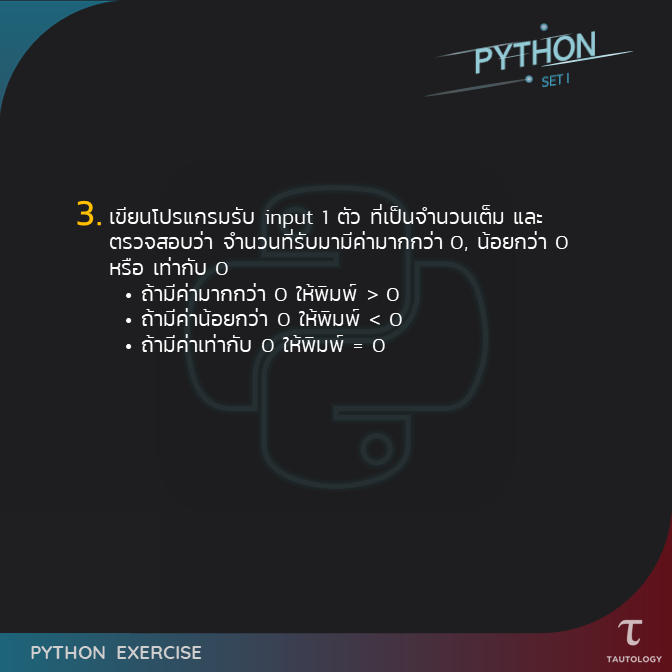 PYTHON
SET I
3. เขียนโปรแกรมรับ input 1 ตัว ที่เป็นจำนวนเต็ม และ
ตรวจสอบว่า จำนวนที่รับมามีค่ามากกว่า 0, น้อยกว่า 0
หรือ เท่ากับ 0
• ถ้ามีค่ามากกว่า 0 ให้พิมพ์ > 0
• ถ้ามีค่าน้อยกว่า 0 ให้พิมพ์ < 0
• ถ้ามีค่าเท่ากับ 0 ให้พิมพ์ = 0
PYTHON EXERCISE
τ
TAUTOLOGY